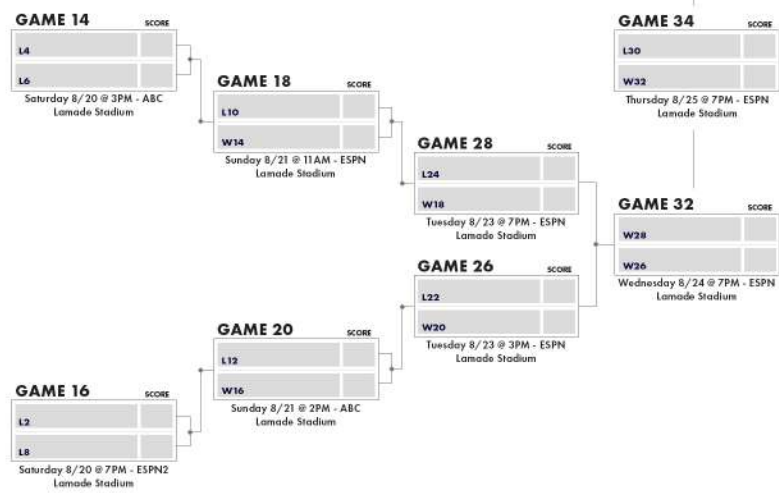 GAME 14 SCORE
L4
L6
Saturday 8/20 @ 3PM - ABC
Lamade Stadium
GAME 18 SCORE
L10
W14
Sunday 8/21 @ 11AM - ESPN
Lamade Stadium
GAME 28 SCORE
L24
W18
Tuesday 8/23 @ 7PM - ESPN
Lamade Stadium
GAME 34 SCORE
L30
W32
Thursday 8/25 @ 7PM - ESPN
Lamade Stadium
GAME 32 SCORE
W28
W26
Wednesday 8/24 @ 7PM - ESPN
Lamade Stadium
GAME 26 SCORE
L22
W20
Tuesday 8/23 @ 3PM - ESPN
Lamade Stadium
GAME 20 SCORE
L12
W16
Sunday 8/21 @ 2PM - ABC
Lamade Stadium
GAME 16 SCORE
L2
L8
Saturday 8/20 @ 7PM - ESPN2
Lamade Stadium